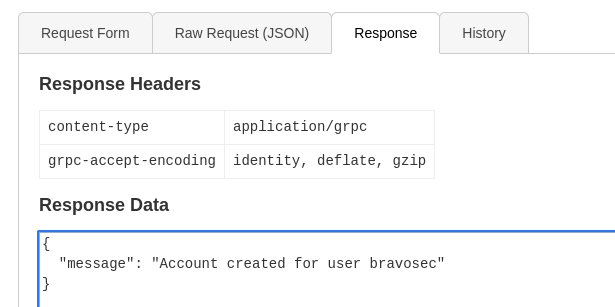 Request Form Raw Request (JSON) Response History
Response Headers
content-type application/grpc
grpc-accept-encoding identity, deflate, gzip
Response Data
{
  "message": "Account created for user bravosec"
}